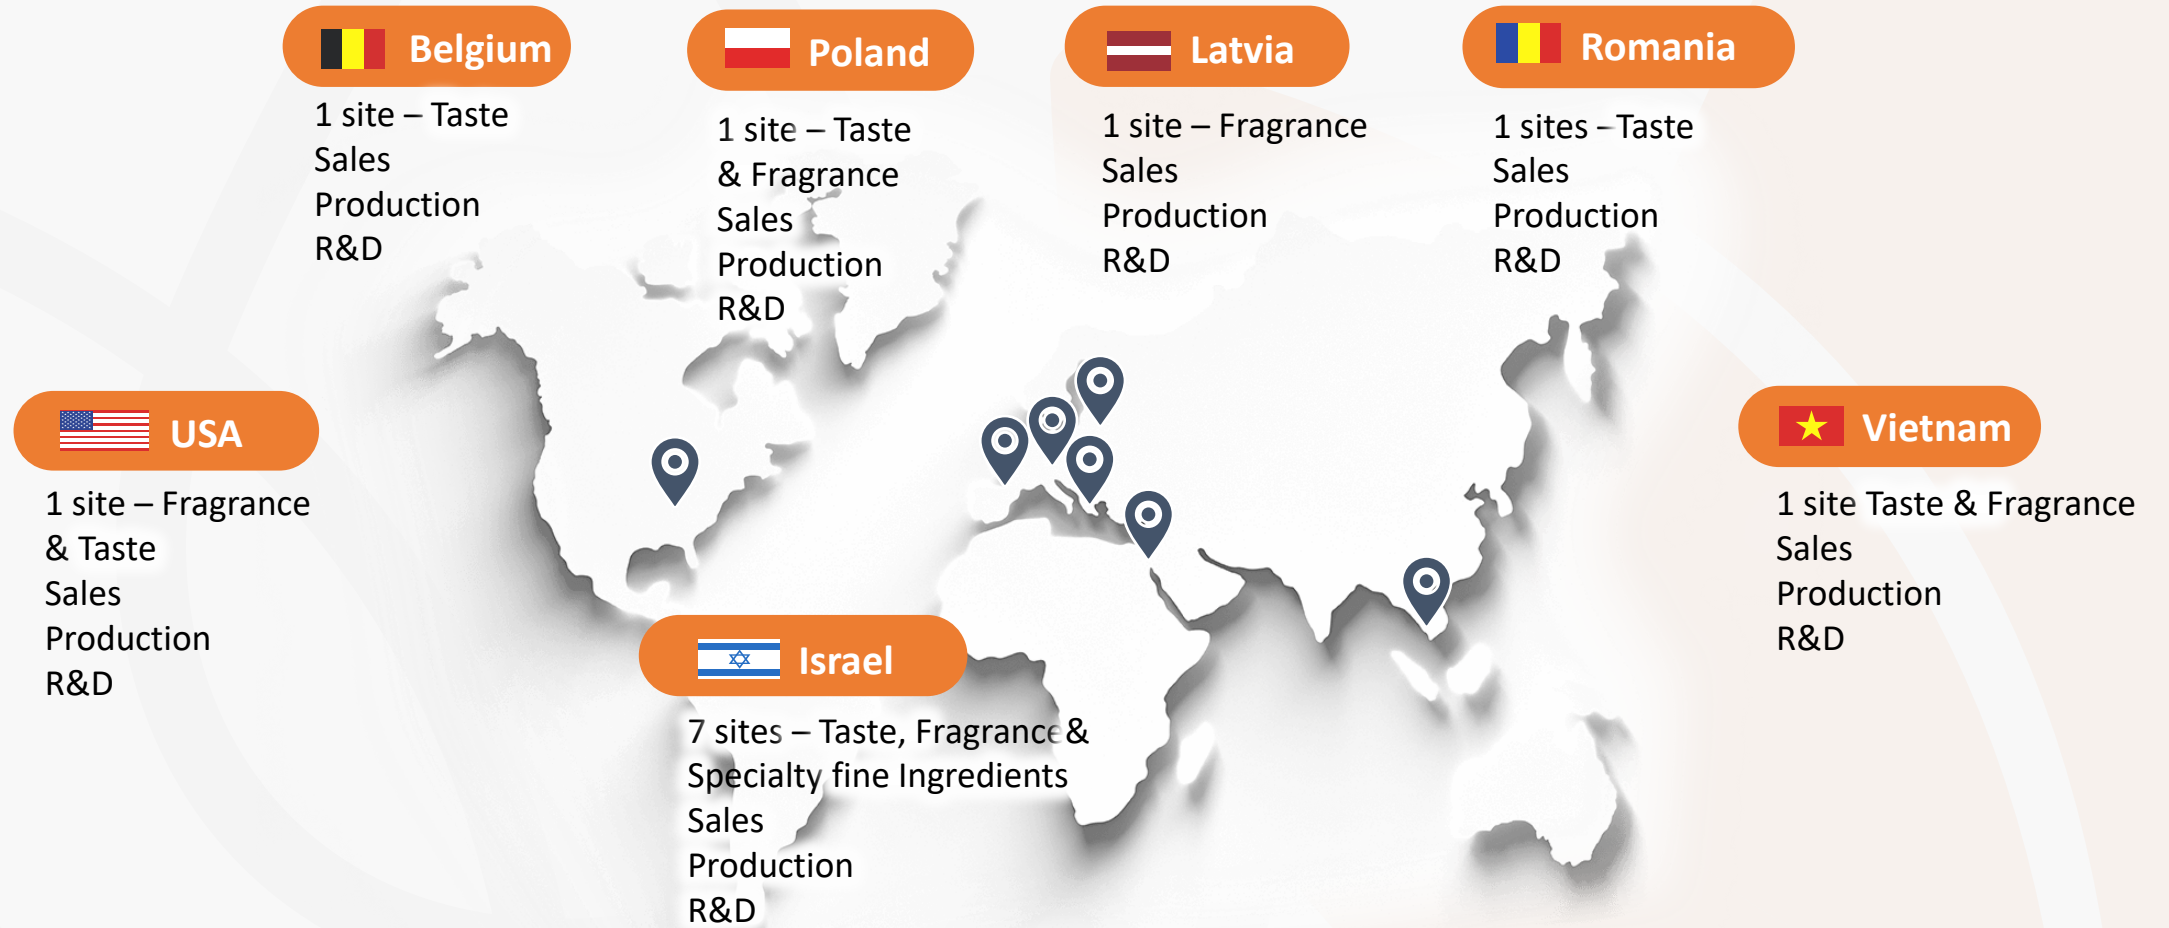 Belgium
1 site – Taste
Sales
Production
R&D
Poland
1 site – Taste
& Fragrance
Sales
Production
R&D
Latvia
1 site – Fragrance
Sales
Production
R&D
Romania
1 sites –Taste
Sales
Production
R&D
USA
1 site – Fragrance
& Taste
Sales
Production
R&D
Israel
7 sites – Taste, Fragrance &
Specialty fine Ingredients
Sales
Production
R&D
Vietnam
1 site Taste & Fragrance
Sales
Production
R&D